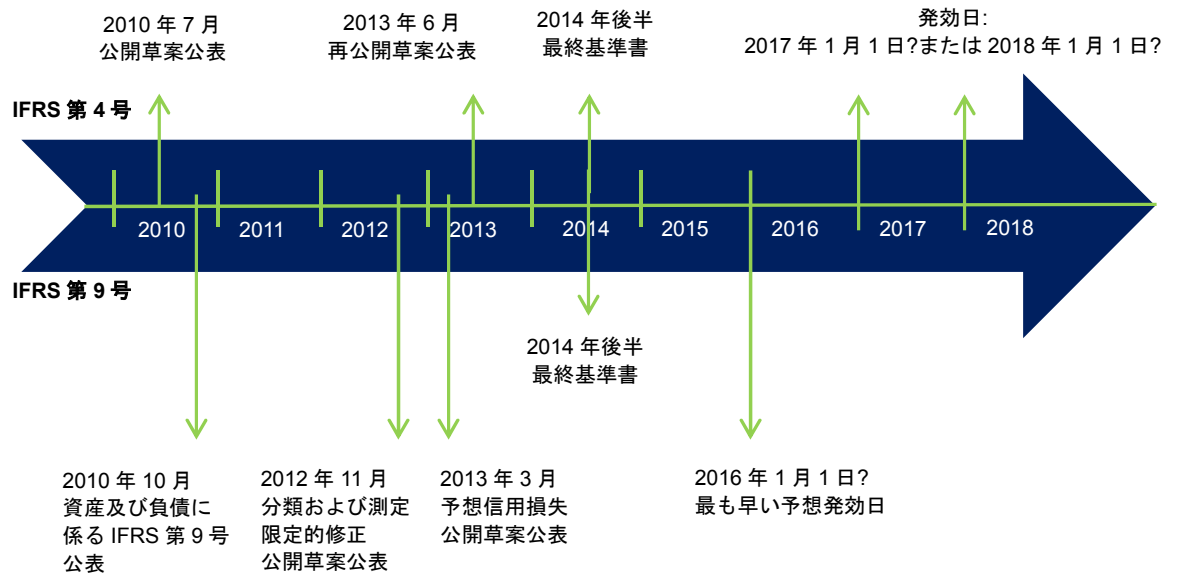 2010 年 7 月
公開草案公表
2013 年 6 月
再公開草案公表
2014 年後半
最終基準書
発効日:
2017 年 1 月 1 日?または 2018 年 1 月 1 日?
IFRS 第 4 号
2010
2011
2012
2013
2014
2015
2016
2017
2018
IFRS 第 9 号
2014 年後半
最終基準書
2010 年 10 月
資産及び負債に
係る IFRS 第 9 号
公表
2012 年 11 月
分類および測定
限定的修正
公開草案公表
2013 年 3 月
予想信用損失
公開草案公表
2016 年 1 月 1 日?
最も早い予想発効日